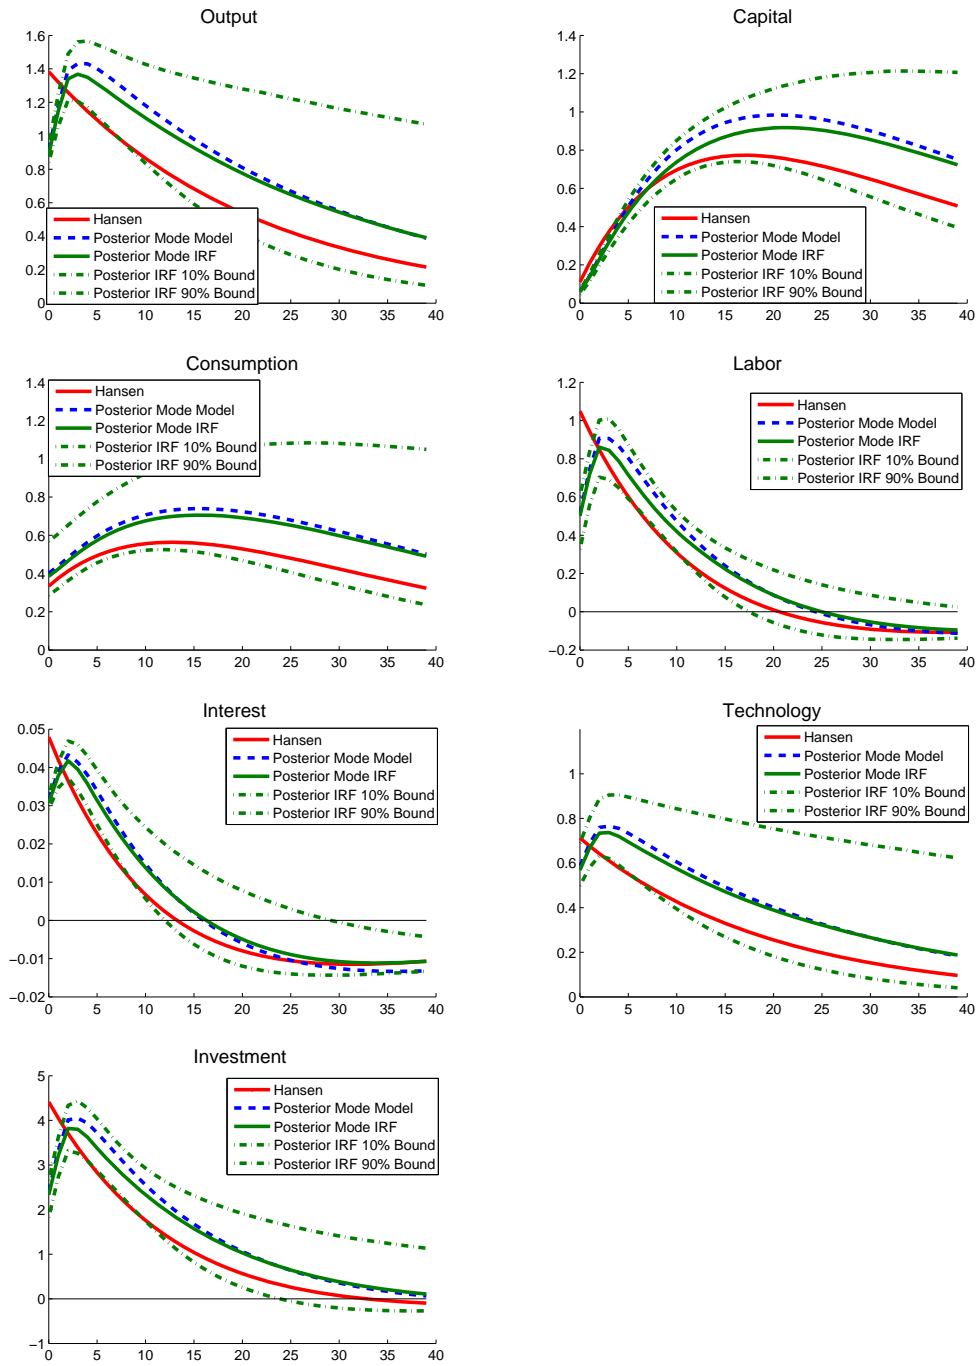 Output
1.6
1.4
1.2
1
0.8
0.6
0.4
0.2
0
Hansen
Posterior Mode Model
Posterior Mode IRF
Posterior IRF 10% Bound
Posterior IRF 90% Bound
0 5 10 15 20 25 30 35 40
Capital
1.4
1.2
1
0.8
0.6
0.4
0.2
0
Hansen
Posterior Mode Model
Posterior Mode IRF
Posterior IRF 10% Bound
Posterior IRF 90% Bound
0 5 10 15 20 25 30 35 40
Consumption
1.4
1.2
1
0.8
0.6
0.4
0.2
0
Hansen
Posterior Mode Model
Posterior Mode IRF
Posterior IRF 10% Bound
Posterior IRF 90% Bound
0 5 10 15 20 25 30 35 40
Labor
1.2
1
0.8
0.6
0.4
0.2
0
−0.2
Hansen
Posterior Mode Model
Posterior Mode IRF
Posterior IRF 10% Bound
Posterior IRF 90% Bound
0 5 10 15 20 25 30 35 40
Interest
0.05
0.04
0.03
0.02
0.01
0
−0.01
−0.02
Hansen
Posterior Mode Model
Posterior Mode IRF
Posterior IRF 10% Bound
Posterior IRF 90% Bound
0 5 10 15 20 25 30 35 40
Technology
1
0.8
0.6
0.4
0.2
0
Hansen
Posterior Mode Model
Posterior Mode IRF
Posterior IRF 10% Bound
Posterior IRF 90% Bound
0 5 10 15 20 25 30 35 40
Investment
5
4
3
2
1
0
−1
Hansen
Posterior Mode Model
Posterior Mode IRF
Posterior IRF 10% Bound
Posterior IRF 90% Bound
0 5 10 15 20 25 30 35 40